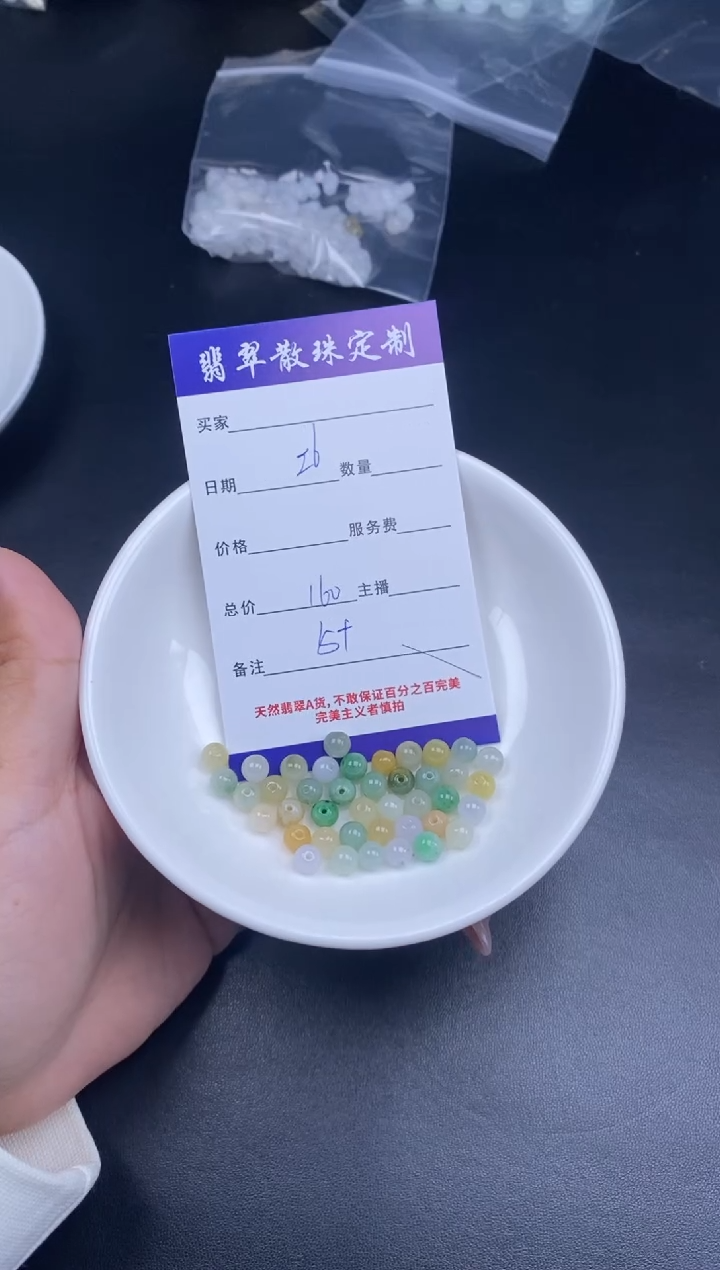 翡翠散珠定制
买家
26
日期 数量
价格 服务费
总价 160 主播
5+
备注
天然翡翠A货,不敢保证百分之百完美
完美主义者慎拍